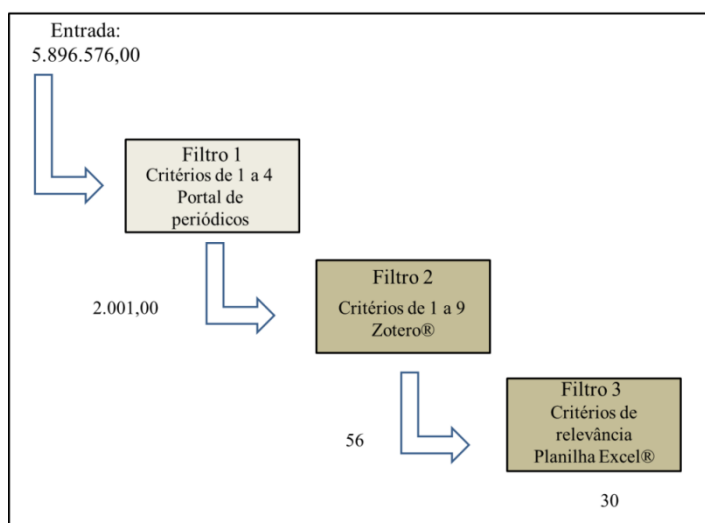 Entrada:
5.896.576,00
Filtro 1
Critérios de 1 a 4
Portal de
periódicos
2.001,00
Filtro 2
Critérios de 1 a 9
Zotero®
56
Filtro 3
Critérios de
relevância
Planilha Excel®
30